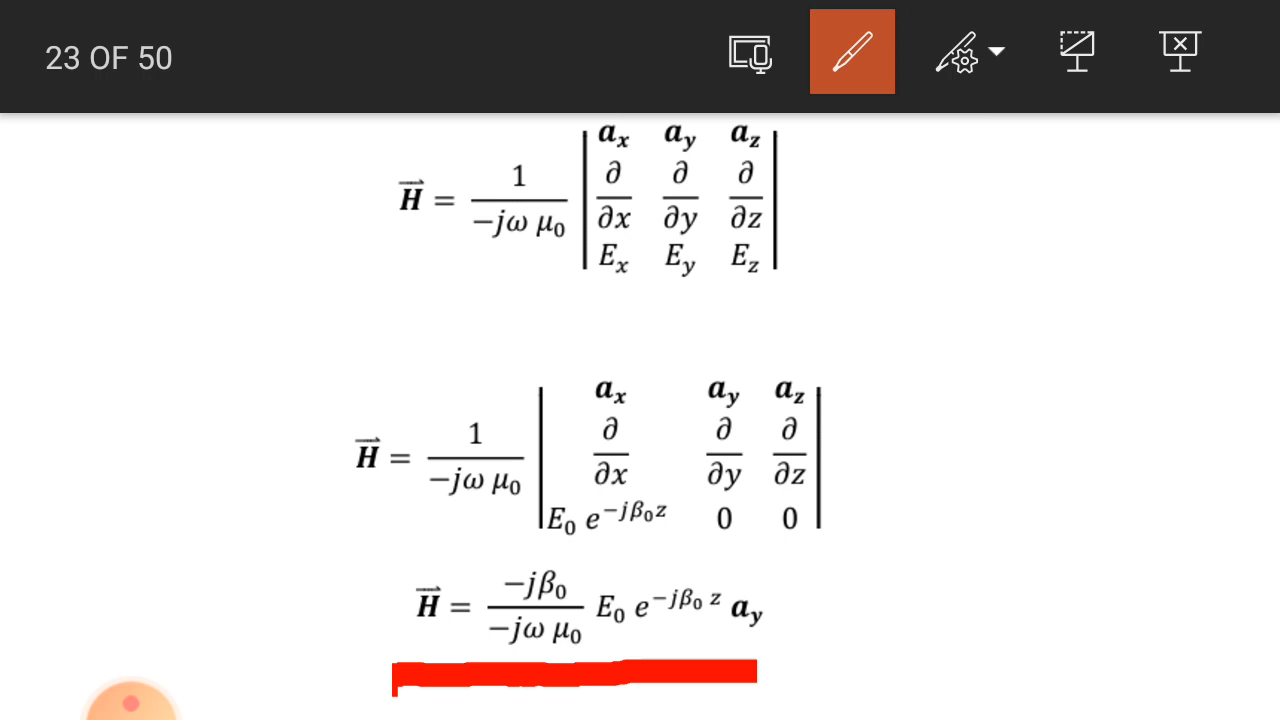 23 OF 50
a_x a_y a_z
H⃗ = 1/(−jω μ₀) | ∂/∂x ∂/∂y ∂/∂z |
E_x E_y E_z
a_x a_y a_z
H⃗ = 1/(−jω μ₀) | ∂/∂x ∂/∂y ∂/∂z |
E₀ e^(−jβ₀z) 0 0
H⃗ = (−jβ₀)/(−jω μ₀) E₀ e^(−jβ₀ z) a_y